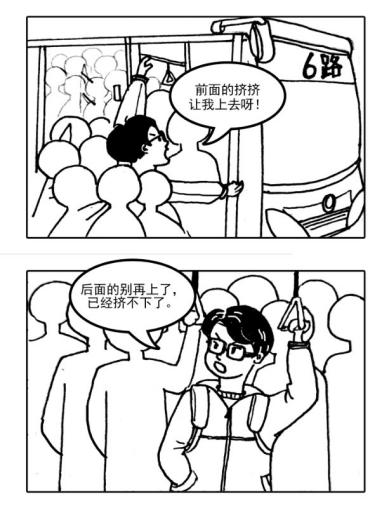 6路
前面的挤挤
让我上去呀！
后面的别再上了，
已经挤不下了。